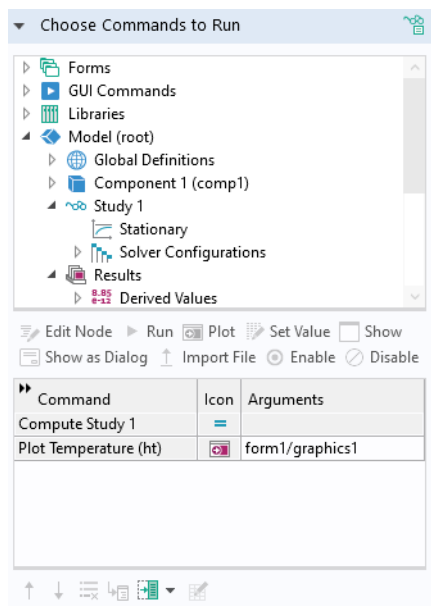 Choose Commands to Run
Forms
GUI Commands
Libraries
Model (root)
Global Definitions
Component 1 (comp1)
Study 1
Stationary
Solver Configurations
Results
8.85
e-12 Derived Values
Edit Node Run Plot Set Value Show
Show as Dialog Import File Enable Disable
Command Icon Arguments
Compute Study 1 =
Plot Temperature (ht) form1/graphics1